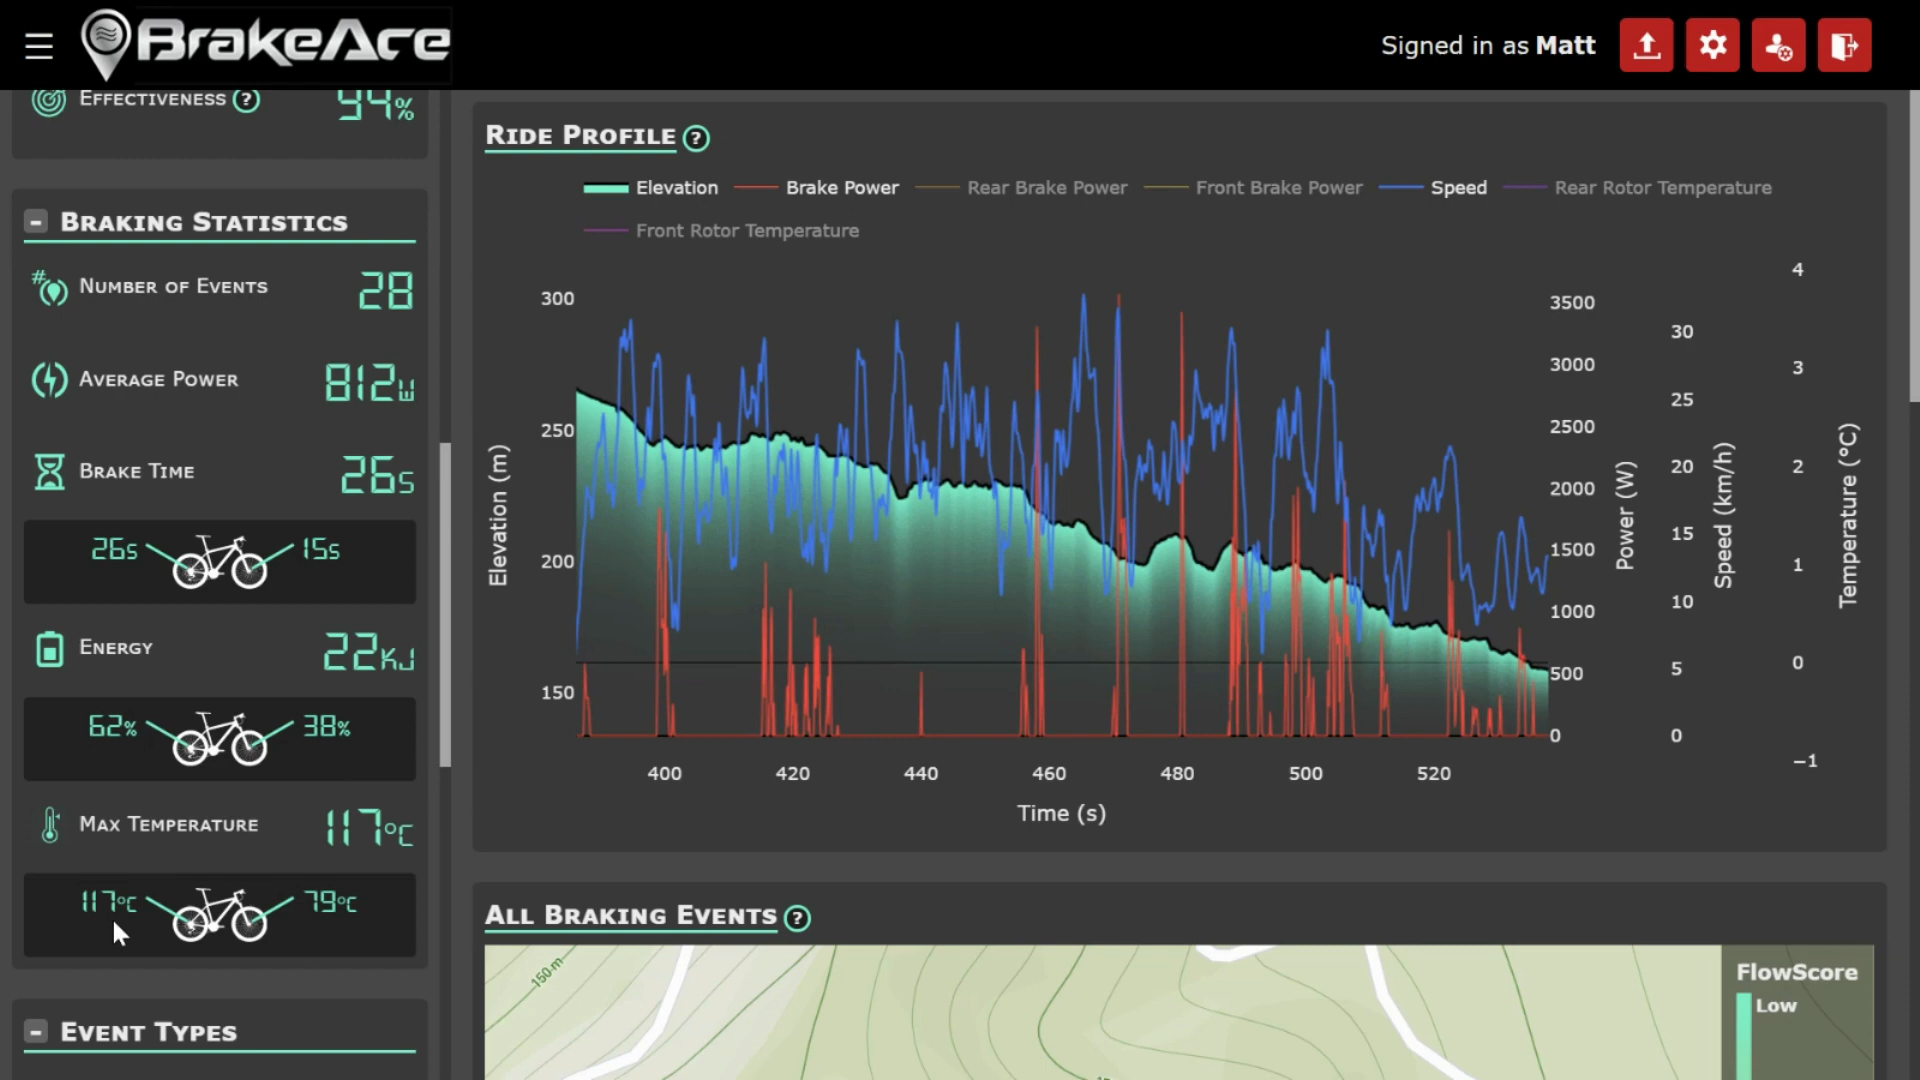 BrakeAce
Signed in as Matt
Effectiveness ?
94%
Braking Statistics
Number of Events
28
Average Power
812W
Brake Time
26s
26s
15s
Energy
22kJ
62%
38%
Max Temperature
117°C
117°C
79°C
Event Types
Ride Profile ?
Elevation
Brake Power
Rear Brake Power
Front Brake Power
Speed
Rear Rotor Temperature
Front Rotor Temperature
300
250
200
150
Elevation (m)
3500
3000
2500
2000
1500
1000
500
0
Power (W)
30
25
20
15
10
5
0
Speed (km/h)
4
3
2
1
0
−1
Temperature (°C)
400
420
440
460
480
500
520
Time (s)
All Braking Events ?
150 m
FlowScore
Low